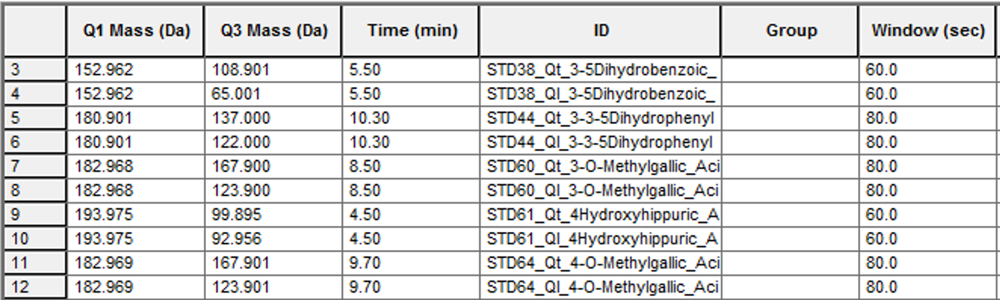 Q1 Mass (Da) Q3 Mass (Da) Time (min) ID Group Window (sec)
3 152.962 108.901 5.50 STD38_Qt_3-5Dihydrobenzoic_ 60.0
4 152.962 65.001 5.50 STD38_Ql_3-5Dihydrobenzoic_ 60.0
5 180.901 137.000 10.30 STD44_Qt_3-3-5Dihydrophenyl 80.0
6 180.901 122.000 10.30 STD44_Ql_3-3-5Dihydrophenyl 80.0
7 182.968 167.900 8.50 STD60_Qt_3-O-Methylgallic_Aci 80.0
8 182.968 123.900 8.50 STD60_Ql_3-O-Methylgallic_Aci 80.0
9 193.975 99.895 4.50 STD61_Qt_4Hydroxyhippuric_A 60.0
10 193.975 92.956 4.50 STD61_Ql_4Hydroxyhippuric_A 60.0
11 182.969 167.901 9.70 STD64_Qt_4-O-Methylgallic_Aci 80.0
12 182.969 123.901 9.70 STD64_Ql_4-O-Methylgallic_Aci 80.0